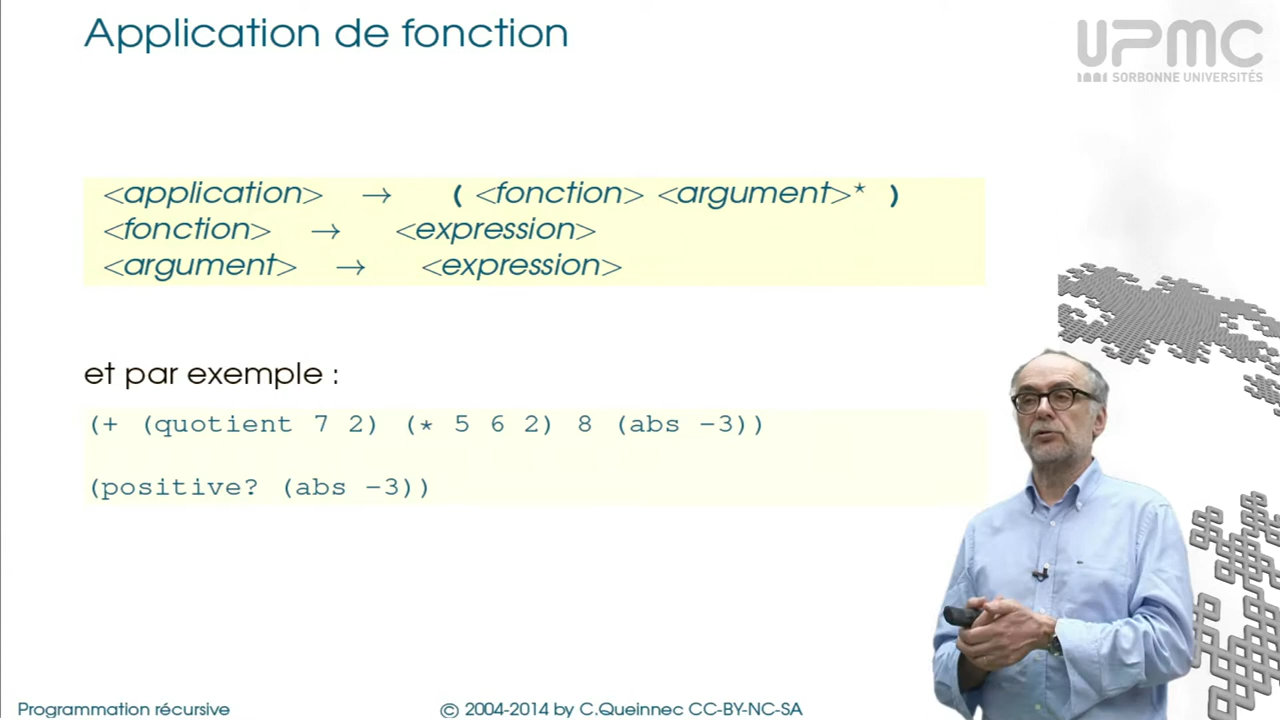 Application de fonction
UPMC
SORBONNE UNIVERSITÉS
<application> → ( <fonction> <argument>* )
<fonction> → <expression>
<argument> → <expression>
et par exemple :
(+ (quotient 7 2) (* 5 6 2) 8 (abs -3))
(positive? (abs -3))
Programmation récursive
© 2004-2014 by C.Queinnec CC-BY-NC-SA